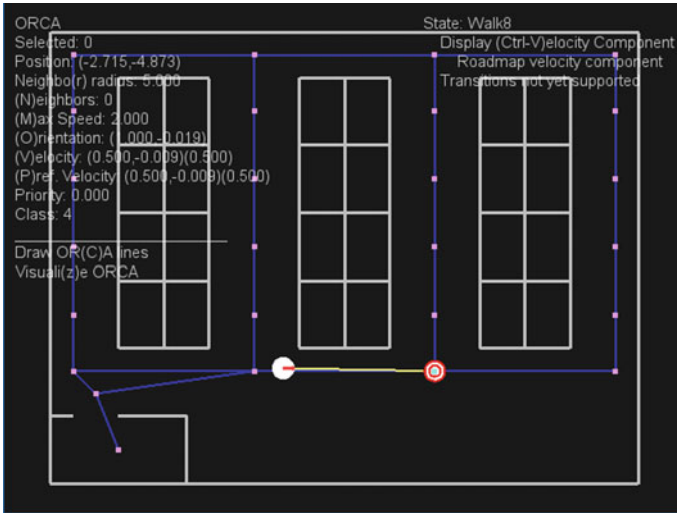 ORCA
Selected: 0
Position: (-2.715,-4.873)
Neighbo(r) radius: 5.000
(N)eighbors: 0
(M)ax Speed: 2.000
(O)rientation: (1.000,-0.019)
(V)elocity: (0.500,-0.009)(0.500)
(P)ref. Velocity: (0.500,-0.009)(0.500)
Priority: 0.000
Class: 4
Draw OR(C)A lines
Visuali(z)e ORCA
State: Walk8
Display (Ctrl-V)elocity Component
Roadmap velocity component
Transitions not yet supported